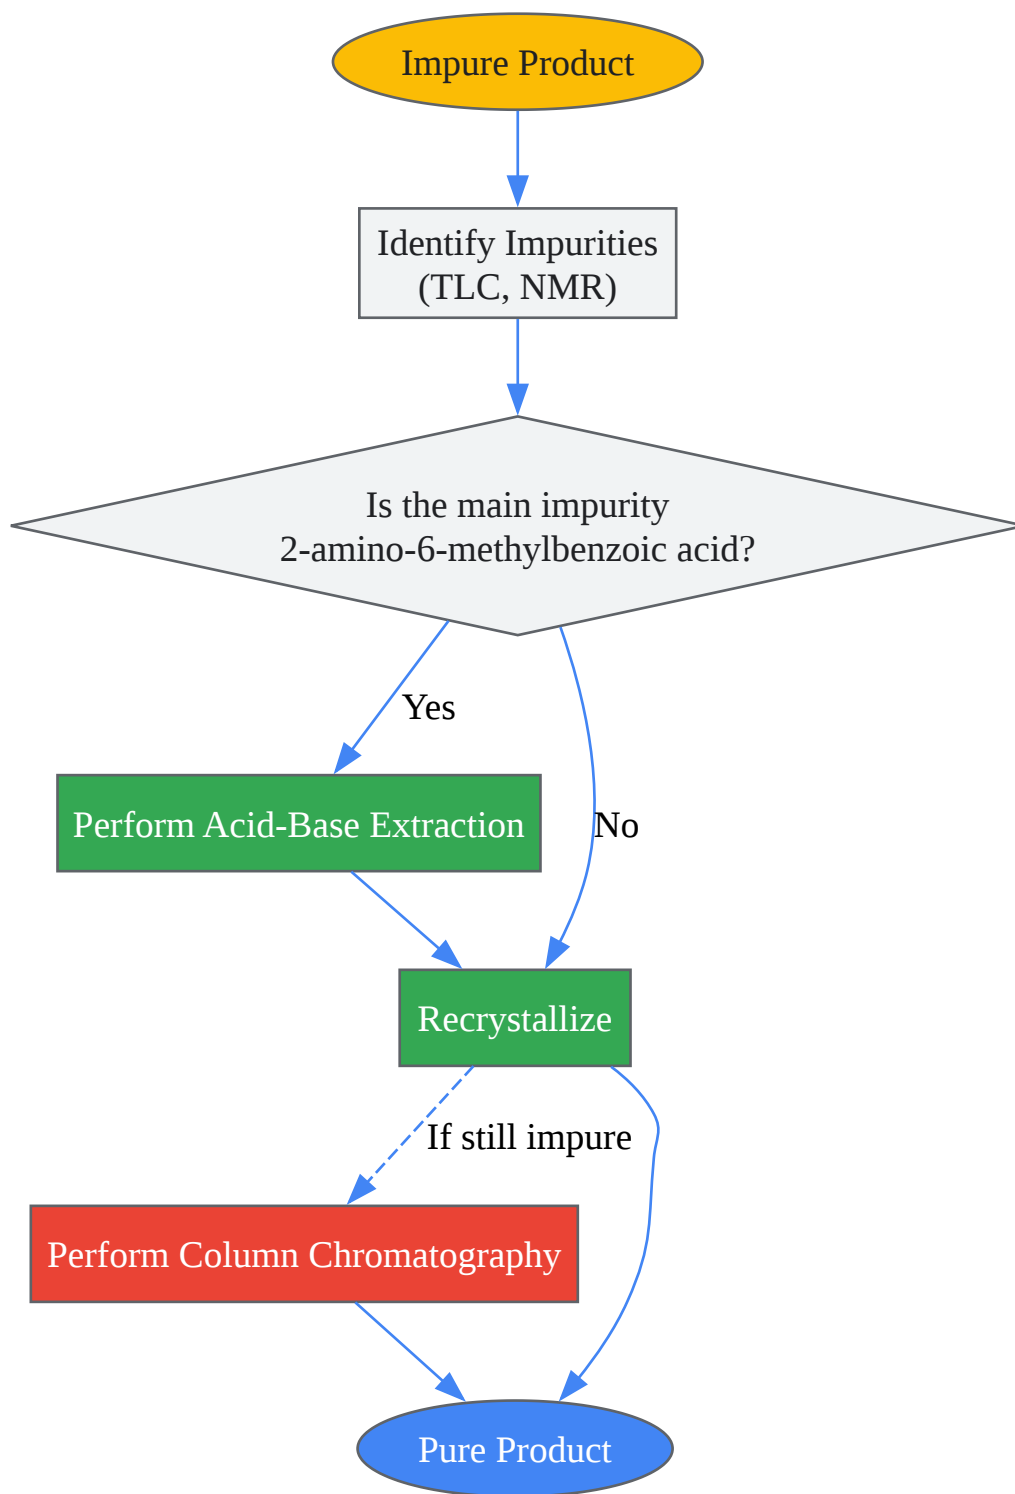 Impure Product
Identify Impurities
(TLC, NMR)
Is the main impurity
2-amino-6-methylbenzoic acid?
Yes
Perform Acid-Base Extraction
No
Recrystallize
If still impure
Perform Column Chromatography
Pure Product